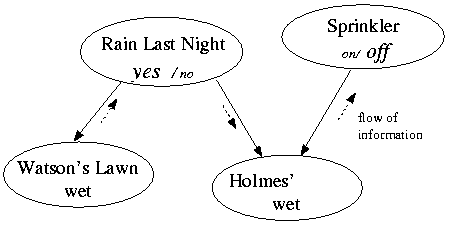 Rain Last Night
yes / no
Sprinkler
on/ off
flow of
information
Watson's Lawn
wet
Holmes'
wet